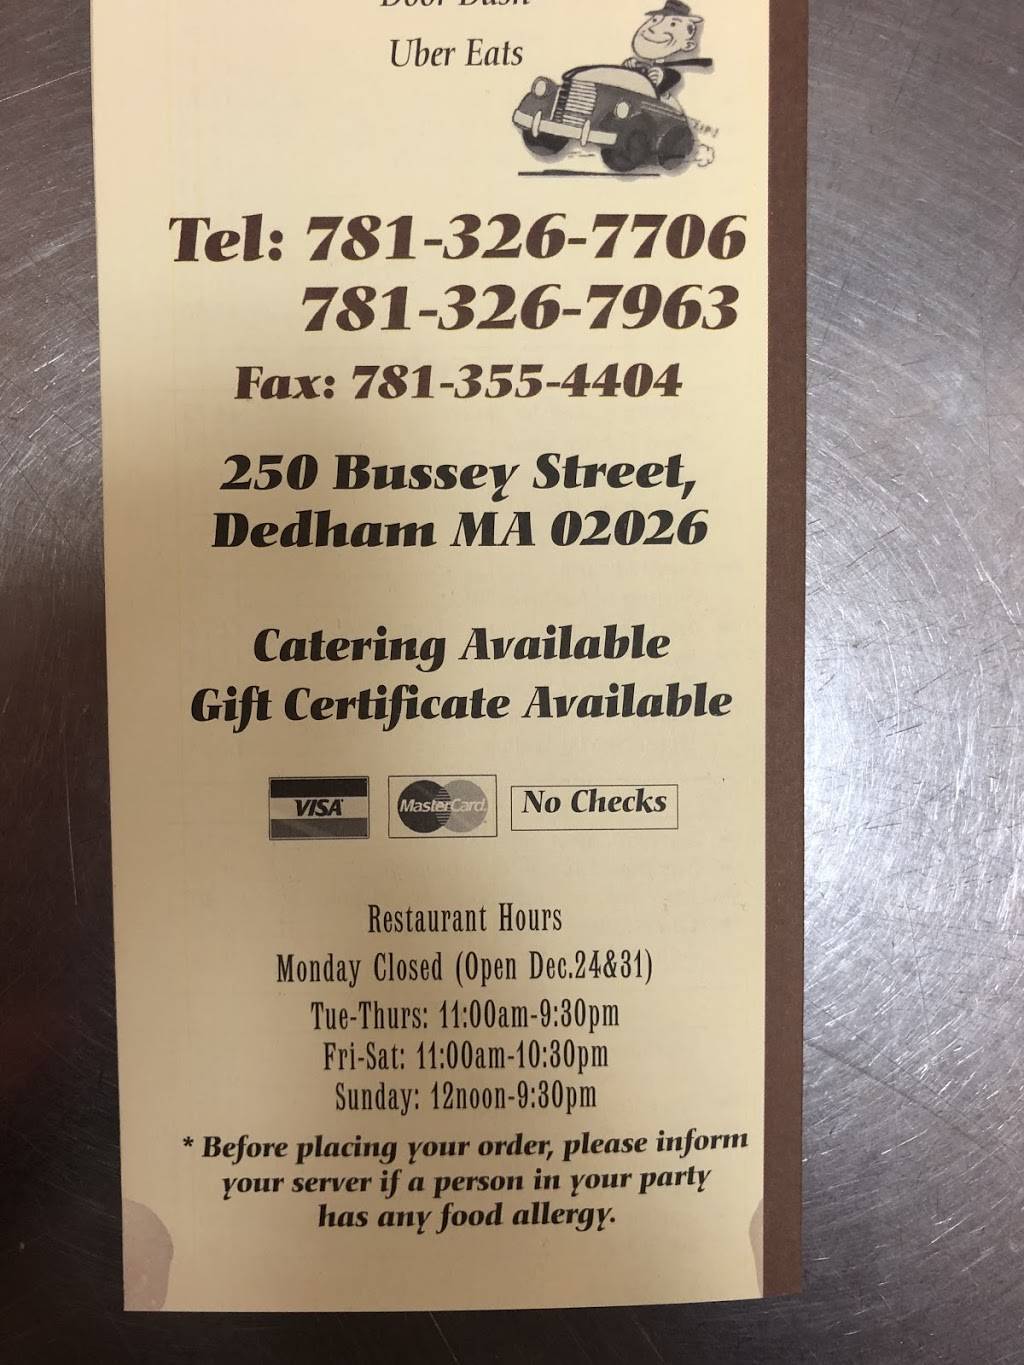 Door Dash
Uber Eats
ZIP!
Tel: 781-326-7706
781-326-7963
Fax: 781-355-4404
250 Bussey Street,
Dedham MA 02026
Catering Available
Gift Certificate Available
VISA
MasterCard
No Checks
Restaurant Hours
Monday Closed (Open Dec.24&31)
Tue-Thurs: 11:00am-9:30pm
Fri-Sat: 11:00am-10:30pm
Sunday: 12noon-9:30pm
* Before placing your order, please inform
your server if a person in your party
has any food allergy.